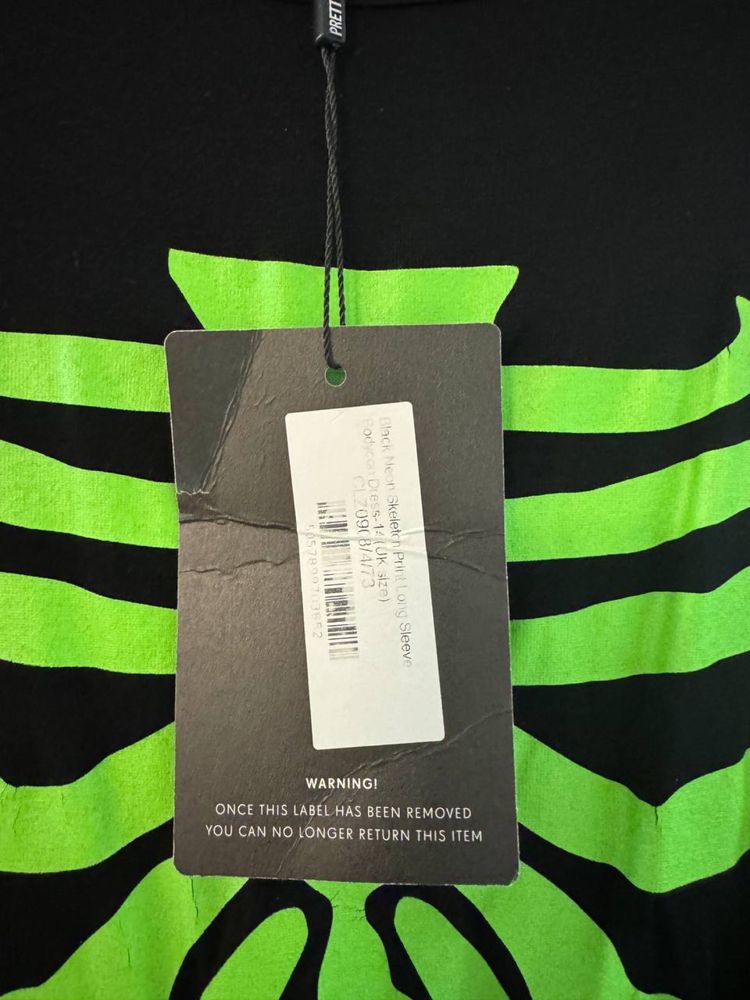 PRETT
Black Neon Skeleton Print Long Sleeve
Bodycon Dress-14(UK size)
WARNING!
ONCE THIS LABEL HAS BEEN REMOVED
YOU CAN NO LONGER RETURN THIS ITEM